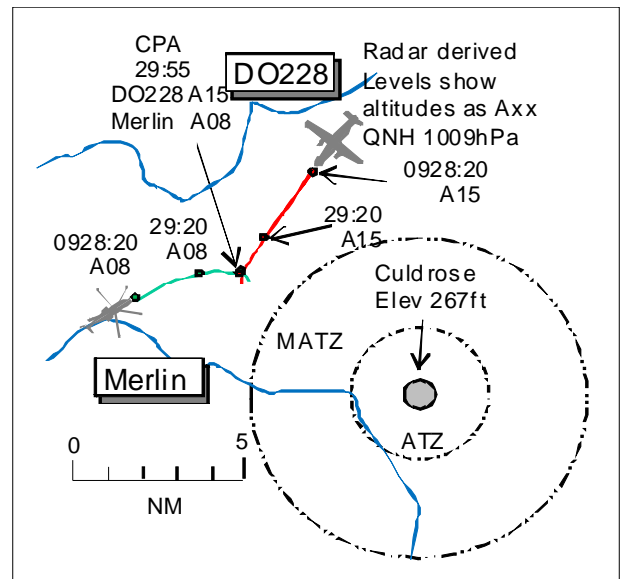 CPA
29:55
DO228 A15
Merlin A08
DO228
Radar derived
Levels show
altitudes as Axx
QNH 1009hPa
0928:20
A15
29:20
A15
29:20
A08
0928:20
A08
Culdrose
Elev 267ft
MATZ
ATZ
Merlin
0
5
NM